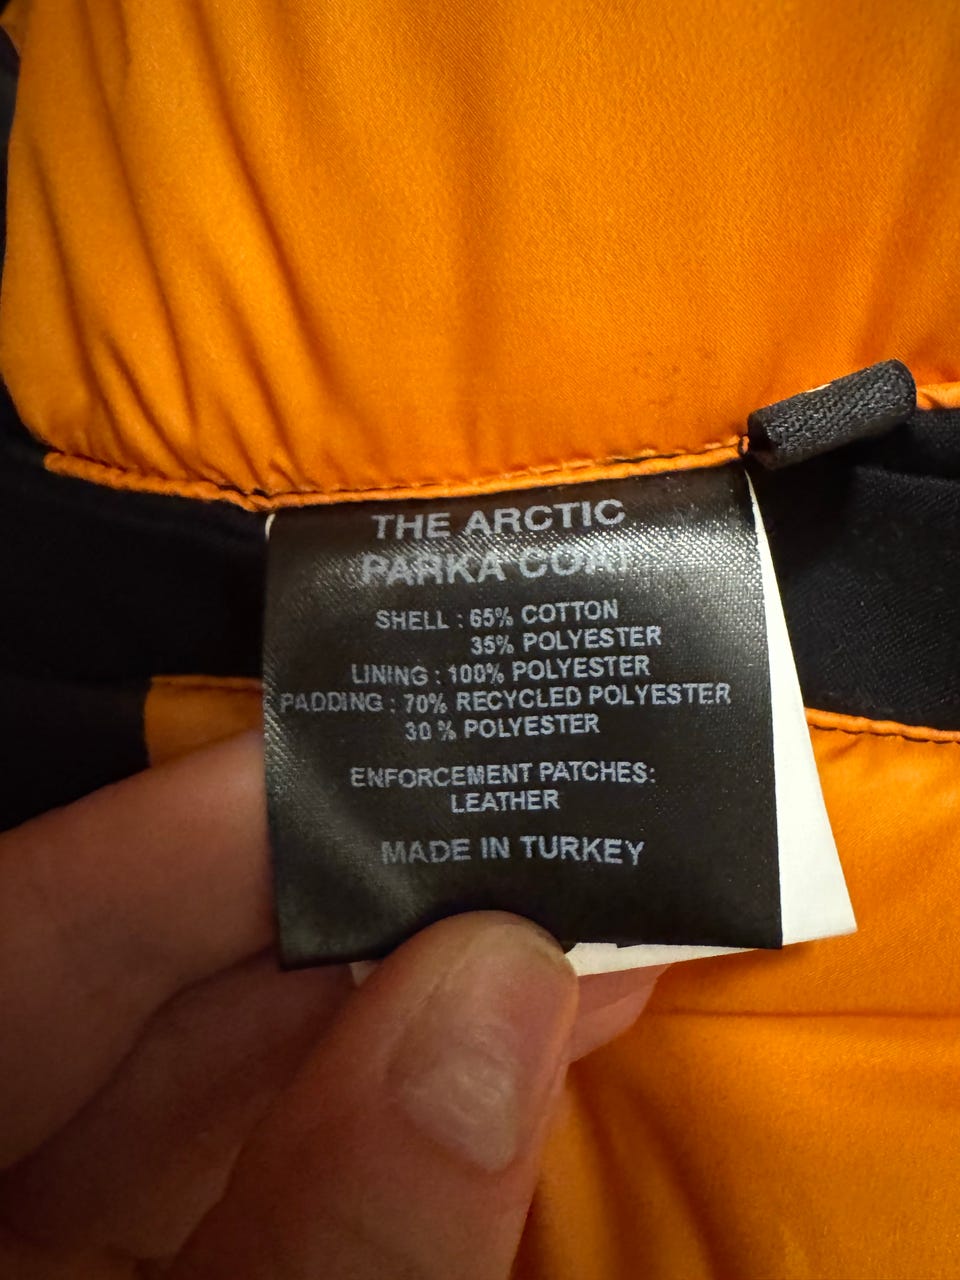 THE ARCTIC
PARKA COAT
SHELL : 65% COTTON
35% POLYESTER
LINING : 100% POLYESTER
PADDING : 70% RECYCLED POLYESTER
30 % POLYESTER
ENFORCEMENT PATCHES:
LEATHER
MADE IN TURKEY